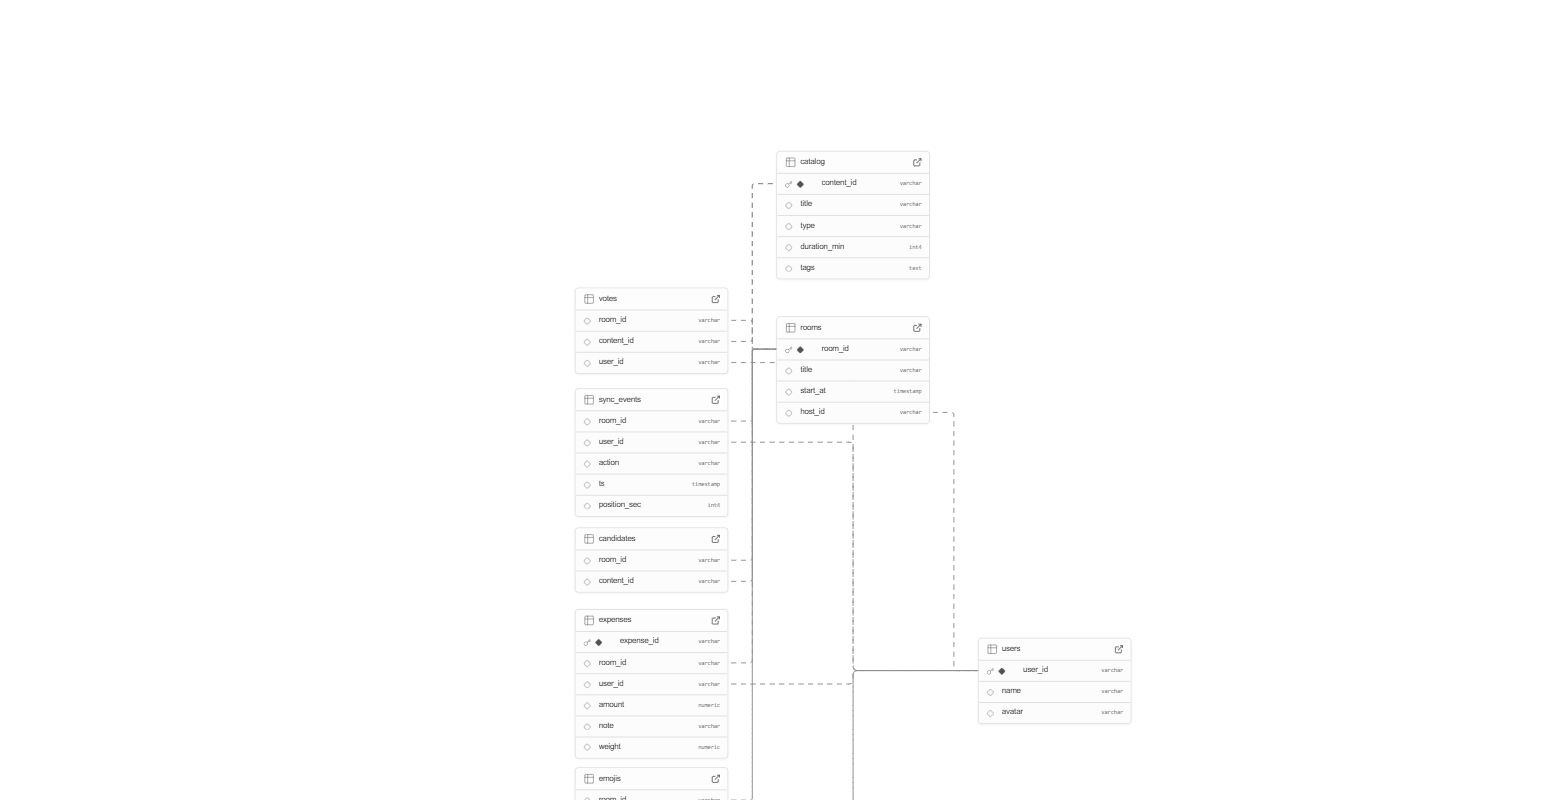 catalog
content_id varchar
title varchar
type varchar
duration_min int4
tags text
votes
room_id varchar
content_id varchar
user_id varchar
rooms
room_id varchar
title varchar
start_at timestamp
host_id varchar
sync_events
room_id varchar
user_id varchar
action varchar
ts timestamp
position_sec int4
candidates
room_id varchar
content_id varchar
expenses
expense_id varchar
room_id varchar
user_id varchar
amount numeric
note varchar
weight numeric
users
user_id varchar
name varchar
avatar varchar
emojis
room_id varchar